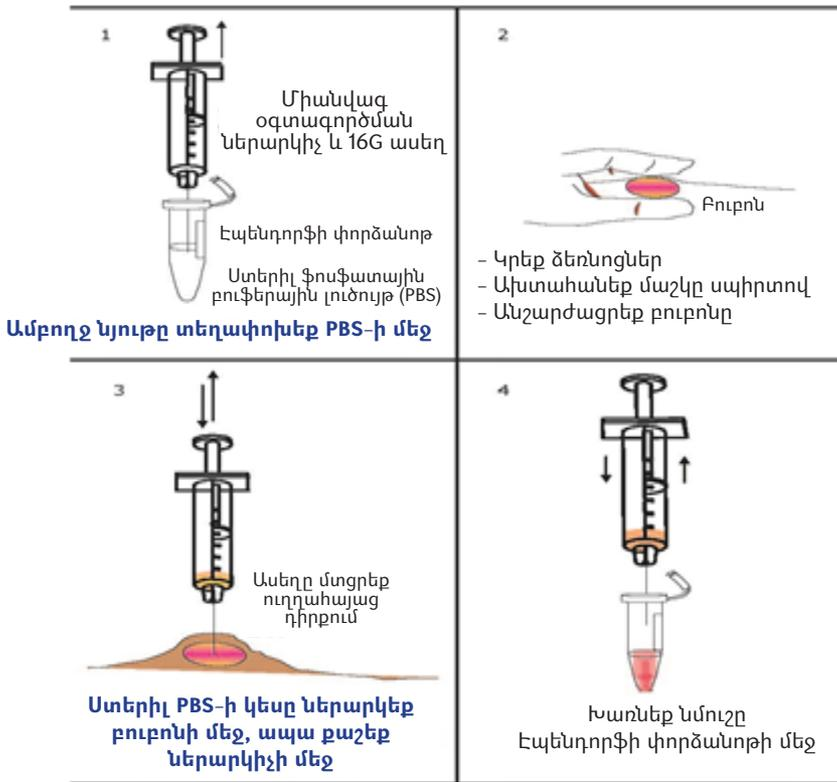 1
Միանվագ
օգտագործման
ներարկիչ և 16G ասեղ
Էպենդորֆի փորձանոթ
Ստերիլ ֆոսֆատային
բուֆերային լուծույթ (PBS)
Ամբողջ նյութը տեղափոխեք PBS-ի մեջ
2
Բուբոն
- Կրեք ձեռնոցներ
- Ախտահանեք մաշկը սպիրտով
- Անշարժացրեք բուբոնը
3
Ասեղը մտցրեք
ուղղահայաց
դիրքում
Ստերիլ PBS-ի կեսը ներարկեք
բուբոնի մեջ, ապա քաշեք
ներարկիչի մեջ
4
Խառնեք նմուշը
Էպենդորֆի փորձանոթի մեջ